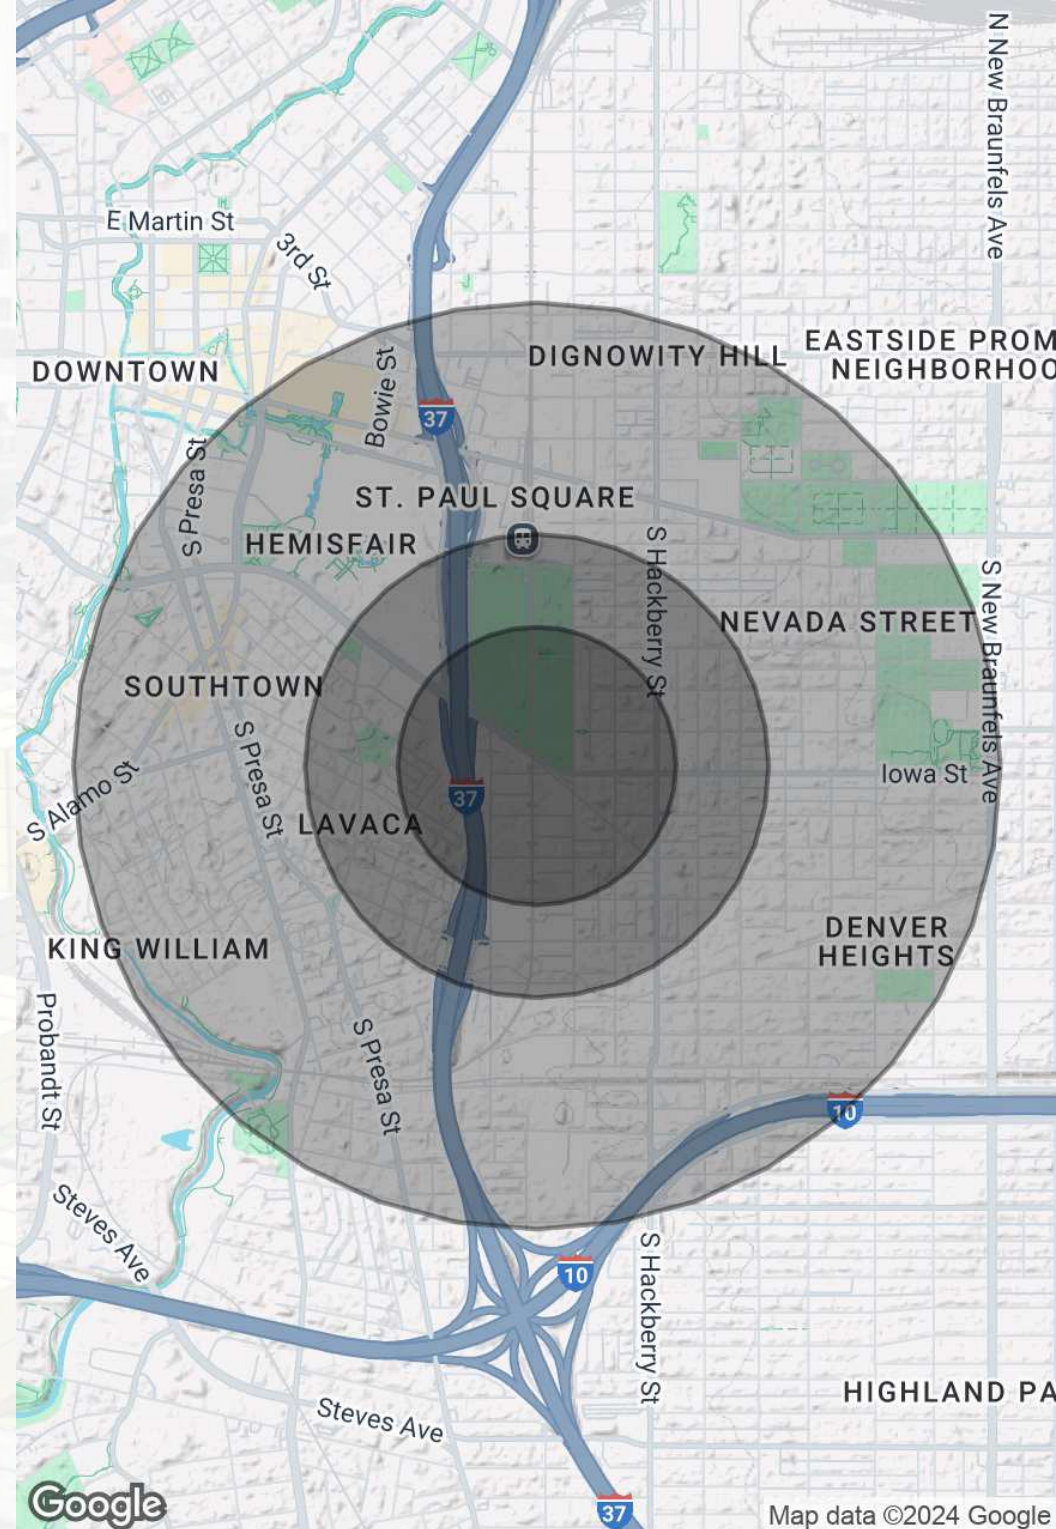 N New Braunfels Ave
E Martin St
3rd St
DOWNTOWN
Bowie St
DIGNOWITY HILL
EASTSIDE PROM
NEIGHBORHOO
37
S Presa St
ST. PAUL SQUARE
HEMISFAIR
S Hackberry St
S New Braunfels Ave
NEVADA STREET
SOUTHTOWN
S Presa St
S Alamo St
Iowa St
37
LAVACA
KING WILLIAM
DENVER
HEIGHTS
Probandt St
S Presa St
10
Steves Ave
10
S Hackberry St
HIGHLAND PA
Steves Ave
Google
37
Map data ©2024 Google